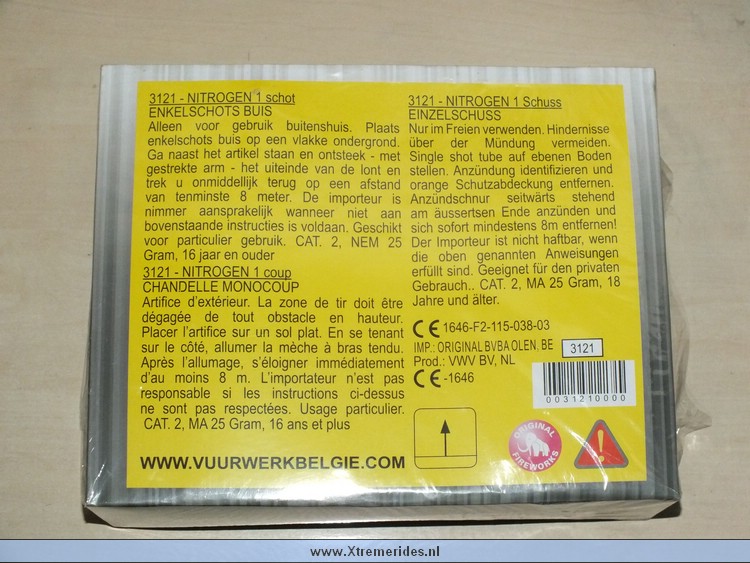 3121 - NITROGEN 1 schot
ENKELSCHOTS BUIS
Alleen voor gebruik buitenshuis. Plaats
enkelschots buis op een vlakke ondergrond.
Ga naast het artikel staan en ontsteek - met
gestrekte arm - het uiteinde van de lont en
trek u onmiddellijk terug op een afstand
van tenminste 8 meter. De importeur is
nimmer aansprakelijk wanneer niet aan
bovenstaande instructies is voldaan. Geschikt
voor particulier gebruik. CAT. 2, NEM 25
Gram, 16 jaar en ouder
3121 - NITROGEN 1 coup
CHANDELLE MONOCOUP
Artifice d'extérieur. La zone de tir doit être
dégagée de tout obstacle en hauteur.
Placer l'artifice sur un sol plat. En se tenant
sur le côté, allumer la mèche à bras tendu.
Après l'allumage, s'éloigner immédiatement
d'au moins 8 m. L'importateur n'est pas
responsable si les instructions ci-dessus
ne sont pas respectées. Usage particulier.
CAT. 2, MA 25 Gram, 16 ans et plus
WWW.VUURWERKBELGIE.COM
3121 - NITROGEN 1 Schuss
EINZELSCHUSS
Nur im Freien verwenden. Hindernisse
über der Mündung vermeiden.
Single shot tube auf ebenen Boden
stellen. Anzündung identifizieren und
orange Schutzabdeckung entfernen.
Anzündschnur seitwärts stehend
am äussertsen Ende anzünden und
sich sofort mindestens 8m entfernen!
Der Importeur ist nicht haftbar, wenn
die oben genannten Anweisungen
erfüllt sind. Geeignet für den privaten
Gebrauch.. CAT. 2, MA 25 Gram, 18
Jahre und älter.
CE 1646-F2-115-038-03
IMP.: ORIGINAL BVBA OLEN. BE
3121
Prod.: VWV BV, NL
CE -1646
0031210000
ORIGINAL
FIREWORKS
www.Xtremerides.nl